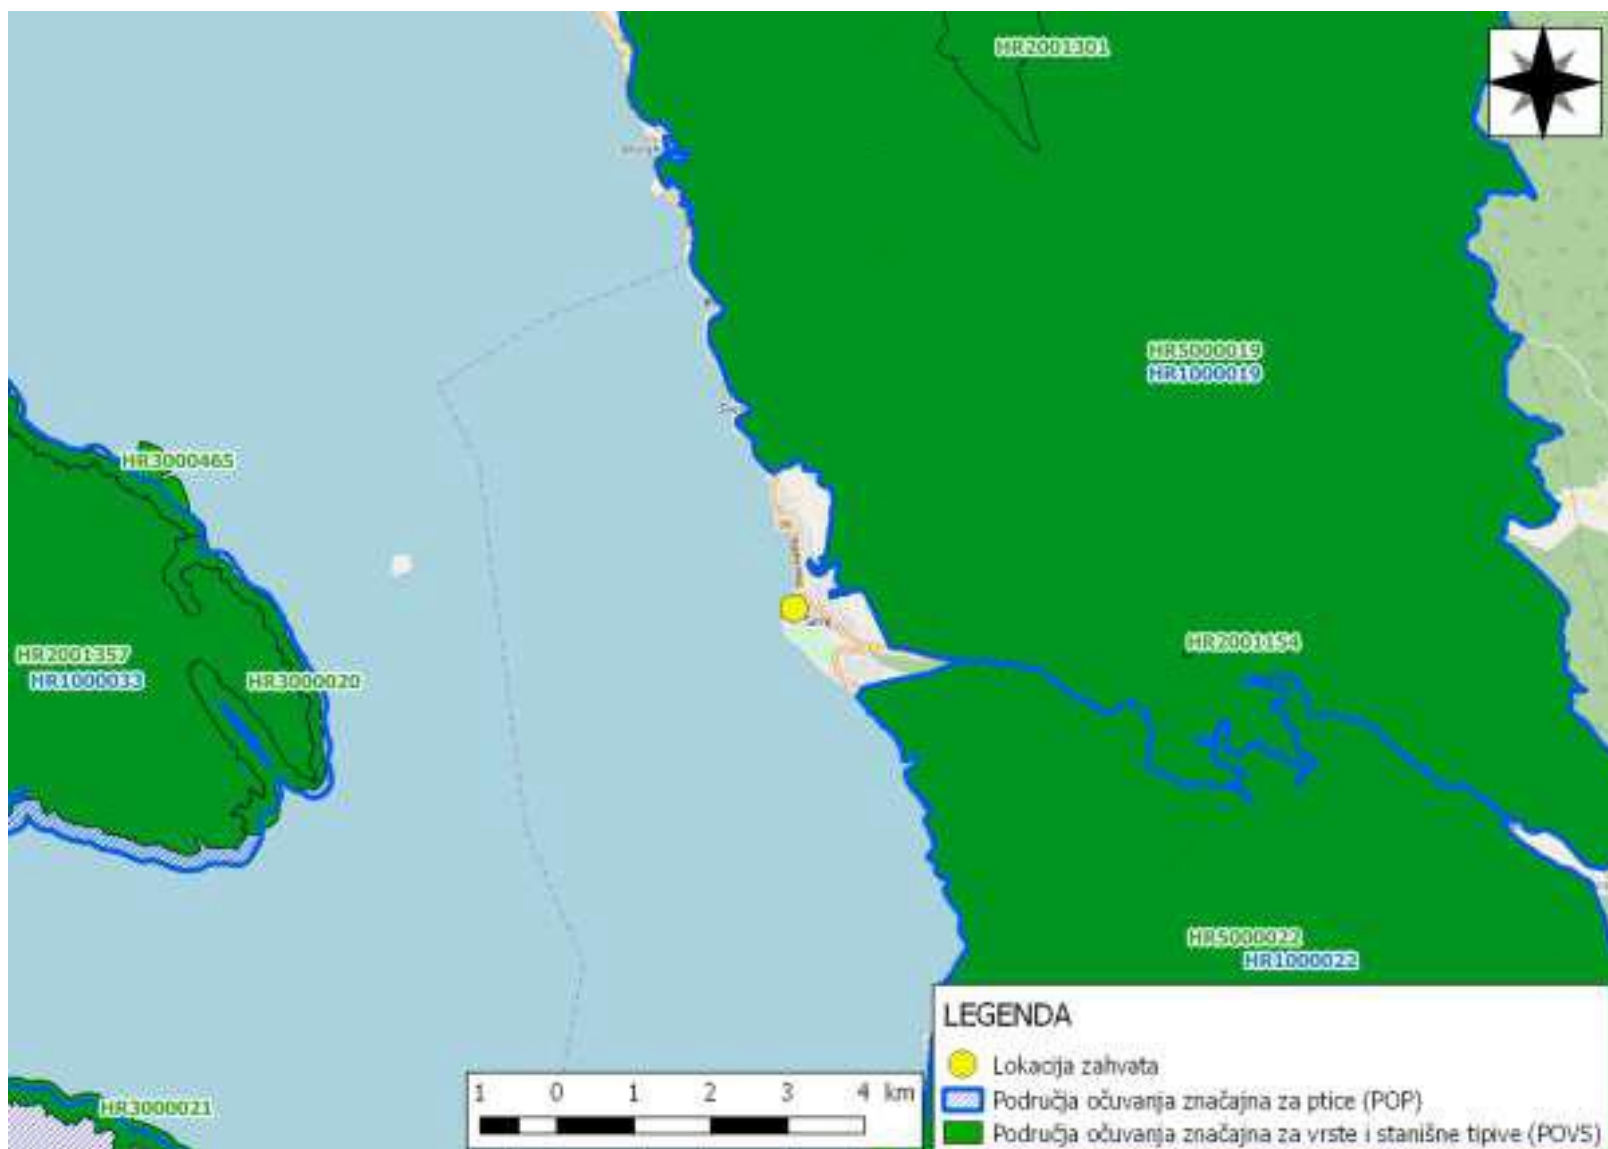 HR2001301
HR5000019
HR1000019
HR3000465
HR2001357
HR1000033
HR3000020
HR2001154
HR5000022
HR1000022
HR3000021
LEGENDA
Lokacija zahvata
Područja očuvanja značajna za ptice (POP)
Područja očuvanja značajna za vrste i stanišne tipive (POVS)
1 0 1 2 3 4 km